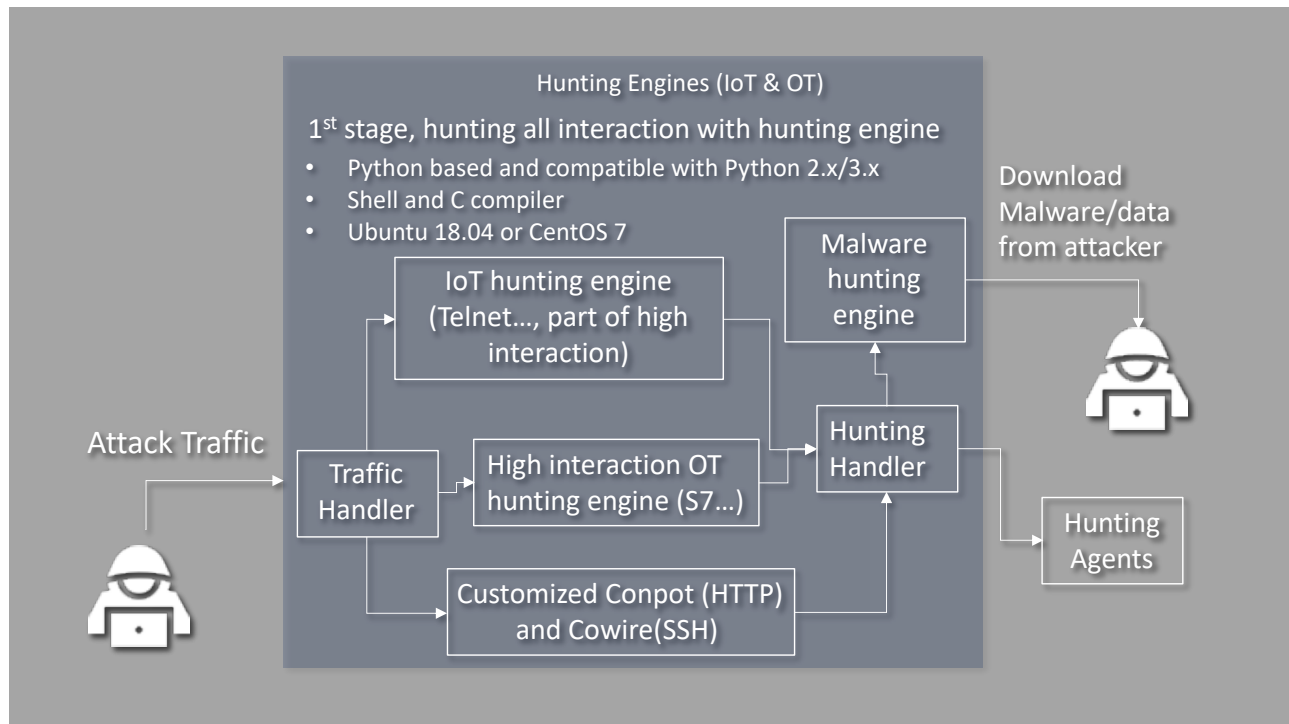 Hunting Engines (IoT & OT)
1st stage, hunting all interaction with hunting engine
• Python based and compatible with Python 2.x/3.x
• Shell and C compiler
• Ubuntu 18.04 or CentOS 7
Download
Malware/data
from attacker
Malware
hunting
engine
IoT hunting engine
(Telnet…, part of high
interaction)
Attack Traffic
Traffic
Handler
High interaction OT
hunting engine (S7…)
Hunting
Handler
Hunting
Agents
Customized Conpot (HTTP)
and Cowire(SSH)